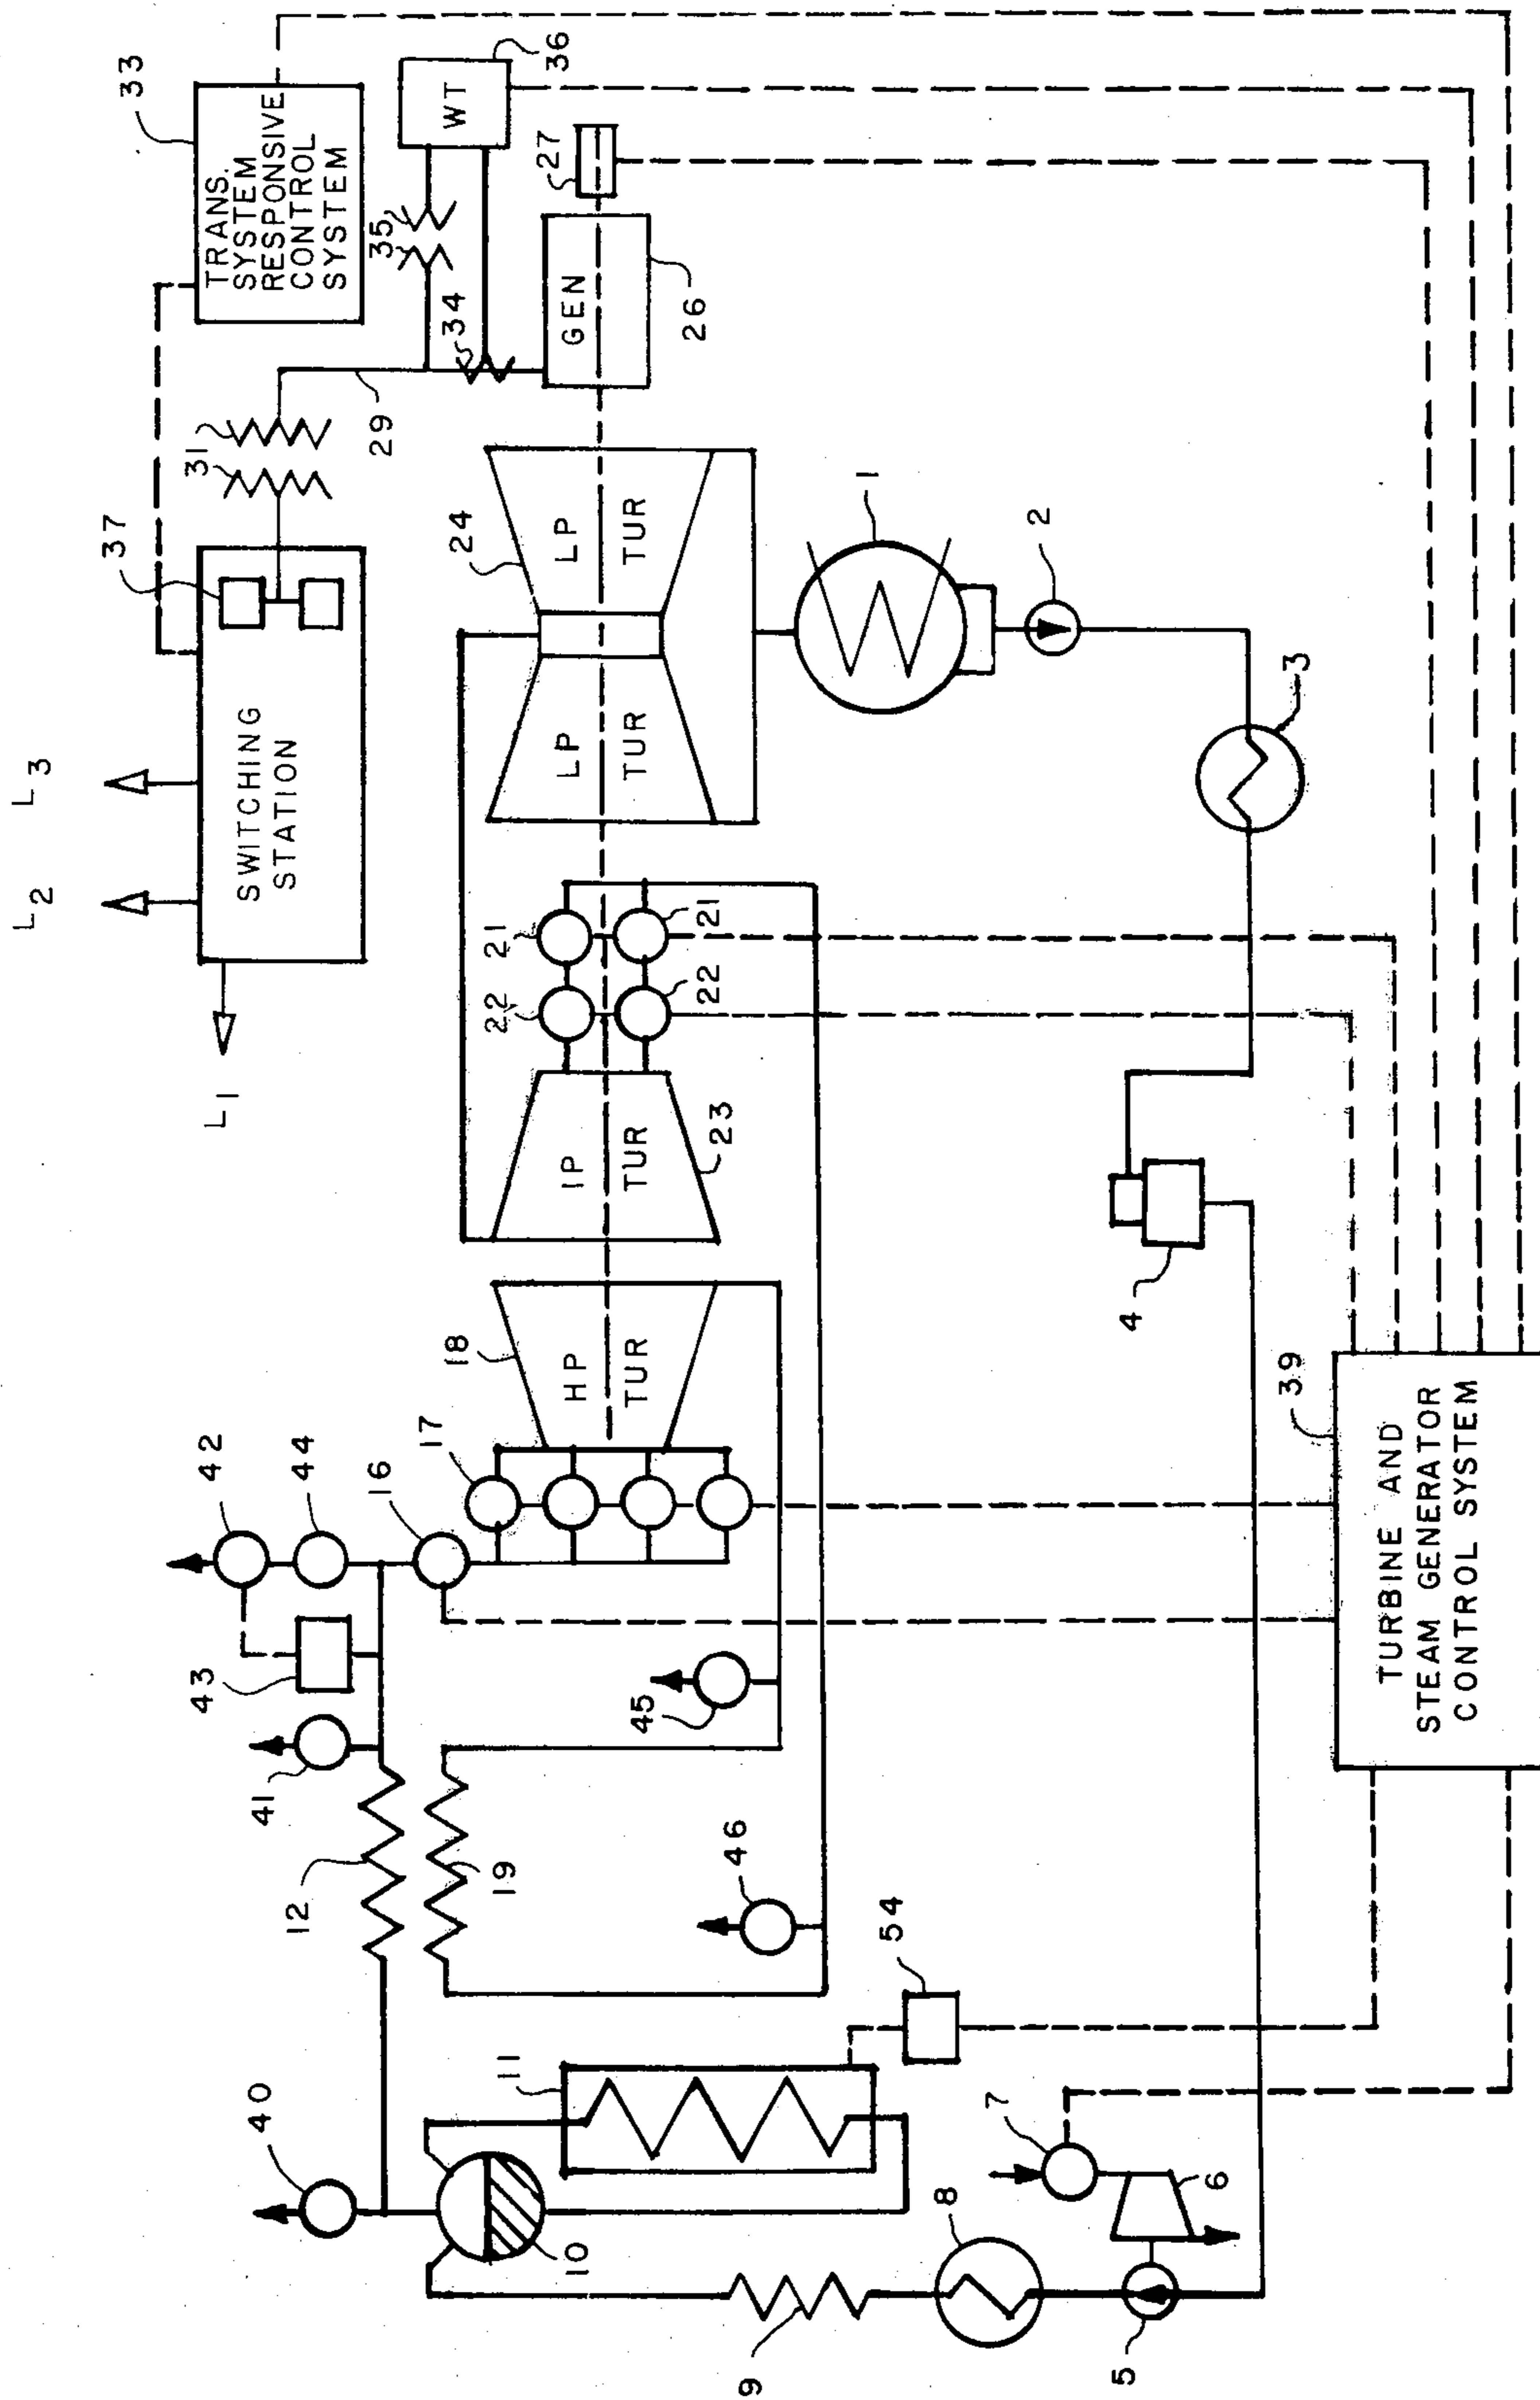 L1
L2
L3
SWITCHING
STATION
37
31
29
TRANS.
SYSTEM
RESPONSIVE
CONTROL
SYSTEM
33
WT
36
35
34
27
GEN
26
24
LP
TUR
LP
TUR
21
21
22
22
IP
TUR
23
HP
TUR
18
17
16
44
42
43
41
12
19
45
46
40
10
11
54
1
2
3
4
5
6
7
8
9
39
TURBINE AND
STEAM GENERATOR
CONTROL SYSTEM